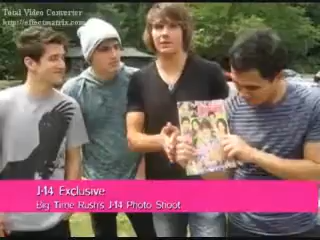 Total Video Converter
http://effectmatrix.com
J-14 Exclusive
Big Time Rush's J-14 Photo Shoot